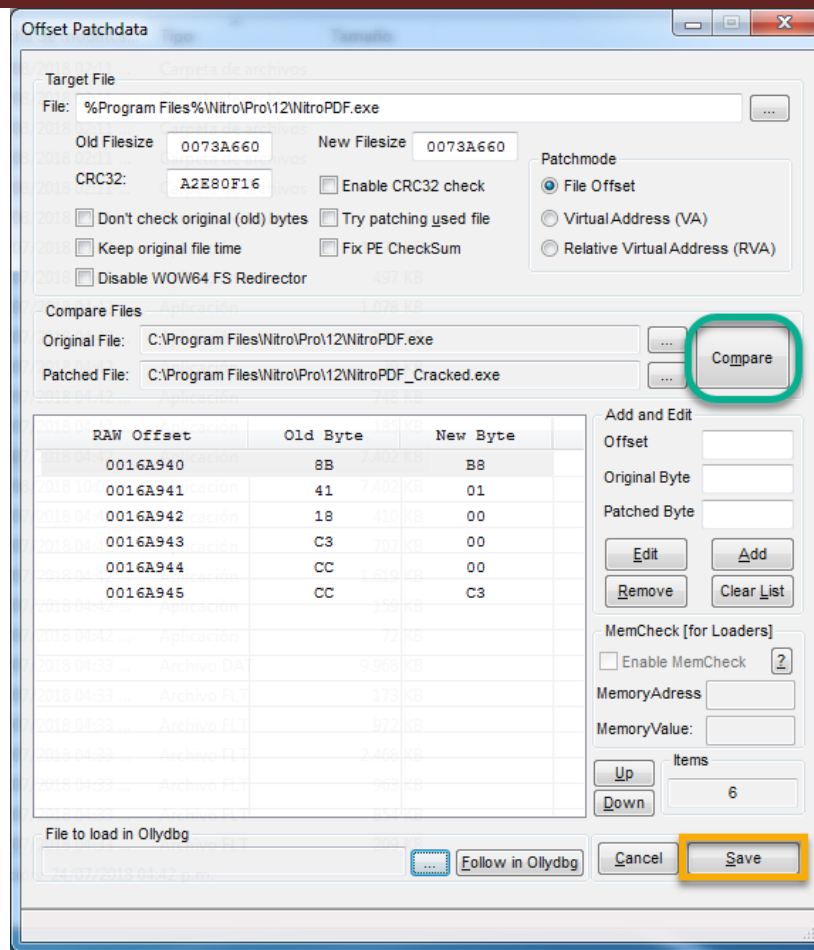 Offset Patchdata
Target File
File: %Program Files%\Nitro\Pro\12\NitroPDF.exe ...
Old Filesize 0073A660 New Filesize 0073A660
CRC32: A2E80F16 Enable CRC32 check
Don't check original (old) bytes Try patching used file
Keep original file time Fix PE CheckSum
Disable WOW64 FS Redirector
Patchmode
File Offset
Virtual Address (VA)
Relative Virtual Address (RVA)
Compare Files
Original File: C:\Program Files\Nitro\Pro\12\NitroPDF.exe ...
Patched File: C:\Program Files\Nitro\Pro\12\NitroPDF_Cracked.exe ...
Compare
RAW Offset Old Byte New Byte
0016A940 8B B8
0016A941 41 01
0016A942 18 00
0016A943 C3 00
0016A944 CC 00
0016A945 CC C3
Add and Edit
Offset
Original Byte
Patched Byte
Edit Add
Remove Clear List
MemCheck [for Loaders]
Enable MemCheck ?
MemoryAdress
MemoryValue:
Up
Down
Items
6
File to load in Ollydbg
... Follow in Ollydbg
Cancel Save